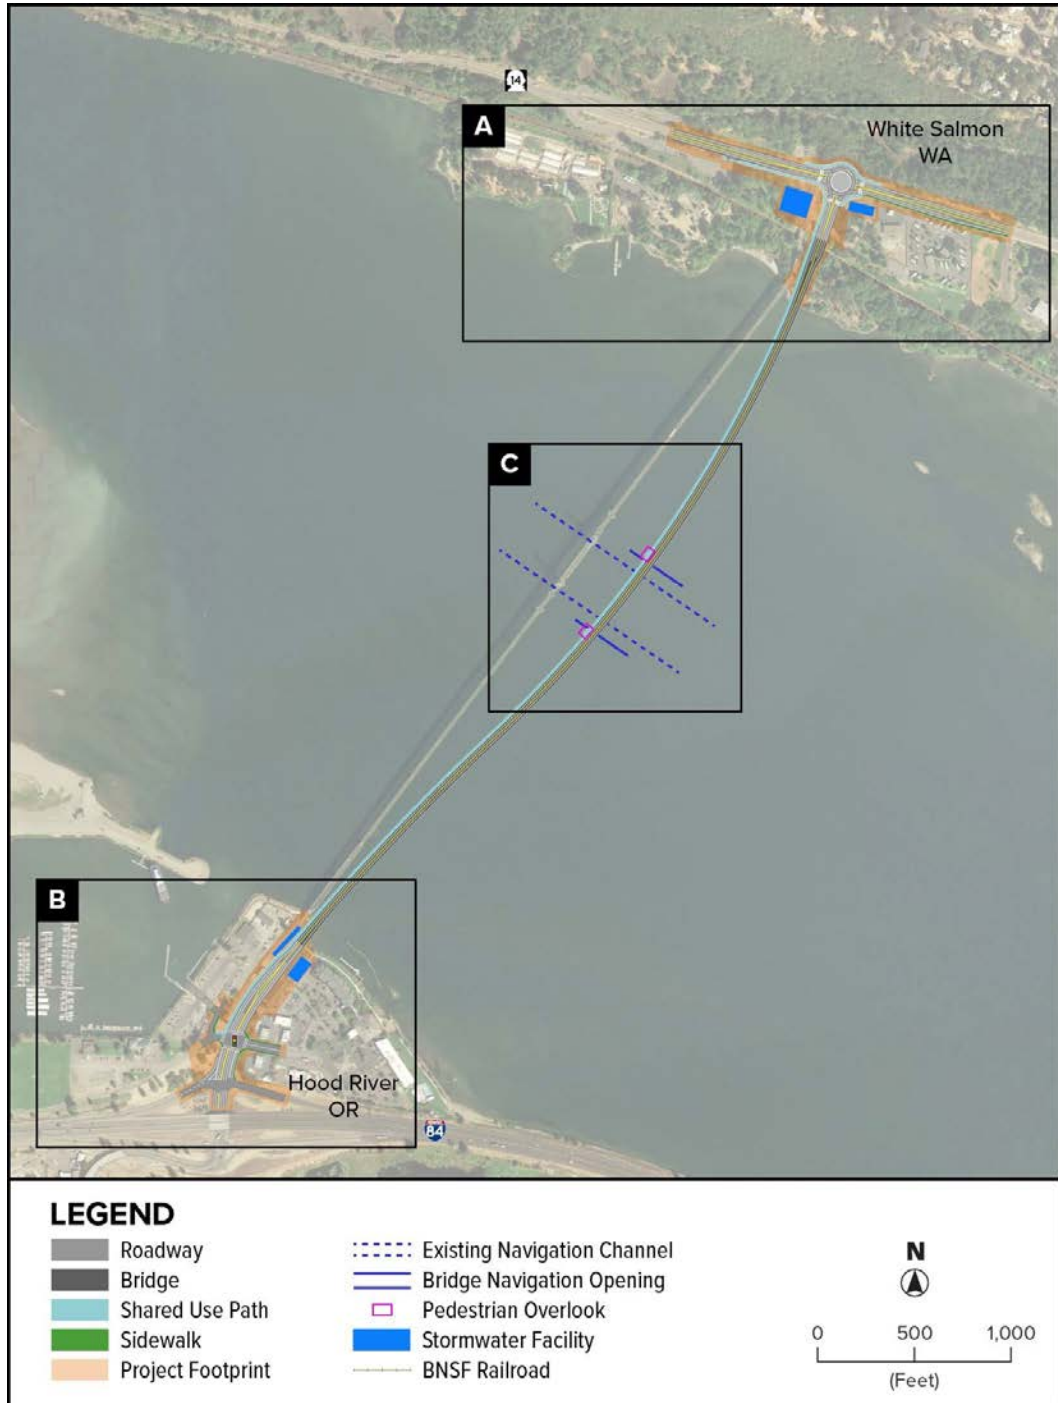 14
A
White Salmon
WA
C
B
Hood River
OR
84
LEGEND
Roadway
Bridge
Shared Use Path
Sidewalk
Project Footprint
Existing Navigation Channel
Bridge Navigation Opening
Pedestrian Overlook
Stormwater Facility
BNSF Railroad
N
0 500 1,000
(Feet)